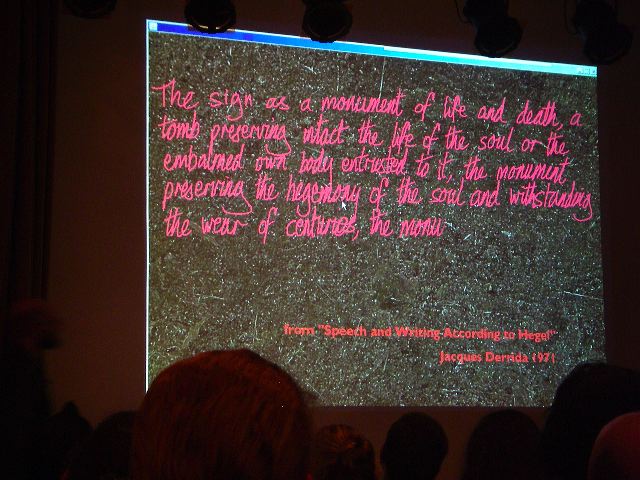 The sign as a monument of life and death, a
tomb preserving intact the life of the soul or the
embalmed own body entrusted to it, the monument
preserving the hegemony of the soul and withstanding
the wear of centuries, the monu
from "Speech and Writing According to Hegel"
Jacques Derrida 1971